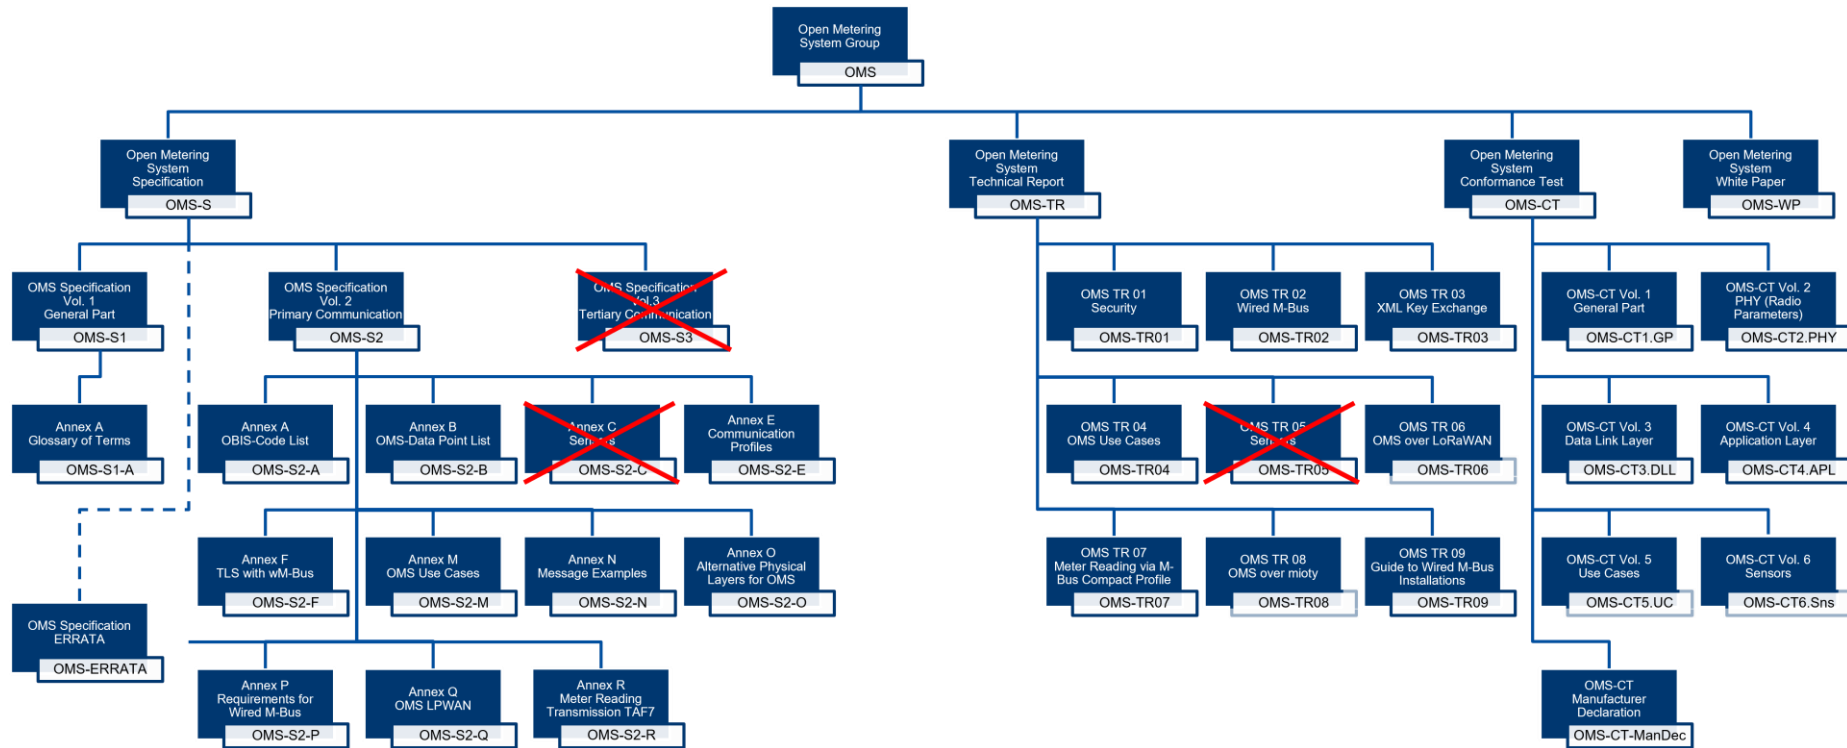 Open Metering
System Group
OMS
Open Metering
System
Specification
OMS-S
Open Metering
System
Technical Report
OMS-TR
Open Metering
System
Conformance Test
OMS-CT
Open Metering
System
White Paper
OMS-WP
OMS Specification
Vol. 1
General Part
OMS-S1
OMS Specification
Vol. 2
Primary Communication
OMS-S2
OMS Specification
Vol.3
Tertiary Communication
OMS-S3
OMS TR 01
Security
OMS-TR01
OMS TR 02
Wired M-Bus
OMS-TR02
OMS TR 03
XML Key Exchange
OMS-TR03
OMS-CT Vol. 1
General Part
OMS-CT1.GP
OMS-CT Vol. 2
PHY (Radio
Parameters)
OMS-CT2.PHY
Annex A
Glossary of Terms
OMS-S1-A
Annex A
OBIS-Code List
OMS-S2-A
Annex B
OMS-Data Point List
OMS-S2-B
Annex C
Sensors
OMS-S2-C
Annex E
Communication
Profiles
OMS-S2-E
OMS TR 04
OMS Use Cases
OMS-TR04
OMS TR 05
Sensors
OMS-TR05
OMS TR 06
OMS over LoRaWAN
OMS-TR06
OMS-CT Vol. 3
Data Link Layer
OMS-CT3.DLL
OMS-CT Vol. 4
Application Layer
OMS-CT4.APL
Annex F
TLS with wM-Bus
OMS-S2-F
Annex M
OMS Use Cases
OMS-S2-M
Annex N
Message Examples
OMS-S2-N
Annex O
Alternative Physical
Layers for OMS
OMS-S2-O
OMS TR 07
Meter Reading via M-
Bus Compact Profile
OMS-TR07
OMS TR 08
OMS over mioty
OMS-TR08
OMS TR 09
Guide to Wired M-Bus
Installations
OMS-TR09
OMS-CT Vol. 5
Use Cases
OMS-CT5.UC
OMS-CT Vol. 6
Sensors
OMS-CT6.Sns
OMS Specification
ERRATA
OMS-ERRATA
Annex P
Requirements for
Wired M-Bus
OMS-S2-P
Annex Q
OMS LPWAN
OMS-S2-Q
Annex R
Meter Reading
Transmission TAF7
OMS-S2-R
OMS-CT
Manufacturer
Declaration
OMS-CT-ManDec